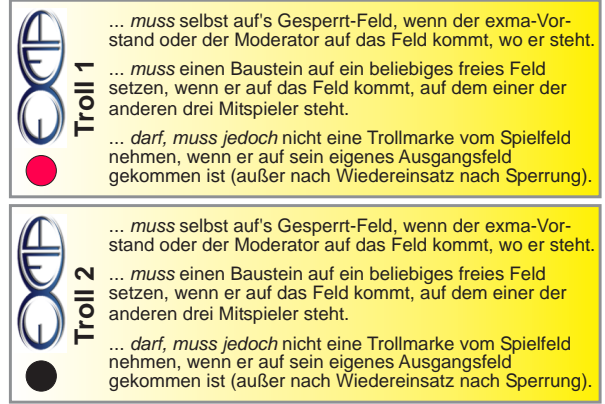 Troll 1
... muss selbst auf's Gesperrt-Feld, wenn der exma-Vor-
stand oder der Moderator auf das Feld kommt, wo er steht.
... muss einen Baustein auf ein beliebiges freies Feld
setzen, wenn er auf das Feld kommt, auf dem einer der
anderen drei Mitspieler steht.
... darf, muss jedoch nicht eine Trollmarke vom Spielfeld
nehmen, wenn er auf sein eigenes Ausgangsfeld
gekommen ist (außer nach Wiedereinsatz nach Sperrung).
Troll 2
... muss selbst auf's Gesperrt-Feld, wenn der exma-Vor-
stand oder der Moderator auf das Feld kommt, wo er steht.
... muss einen Baustein auf ein beliebiges freies Feld
setzen, wenn er auf das Feld kommt, auf dem einer der
anderen drei Mitspieler steht.
... darf, muss jedoch nicht eine Trollmarke vom Spielfeld
nehmen, wenn er auf sein eigenes Ausgangsfeld
gekommen ist (außer nach Wiedereinsatz nach Sperrung).